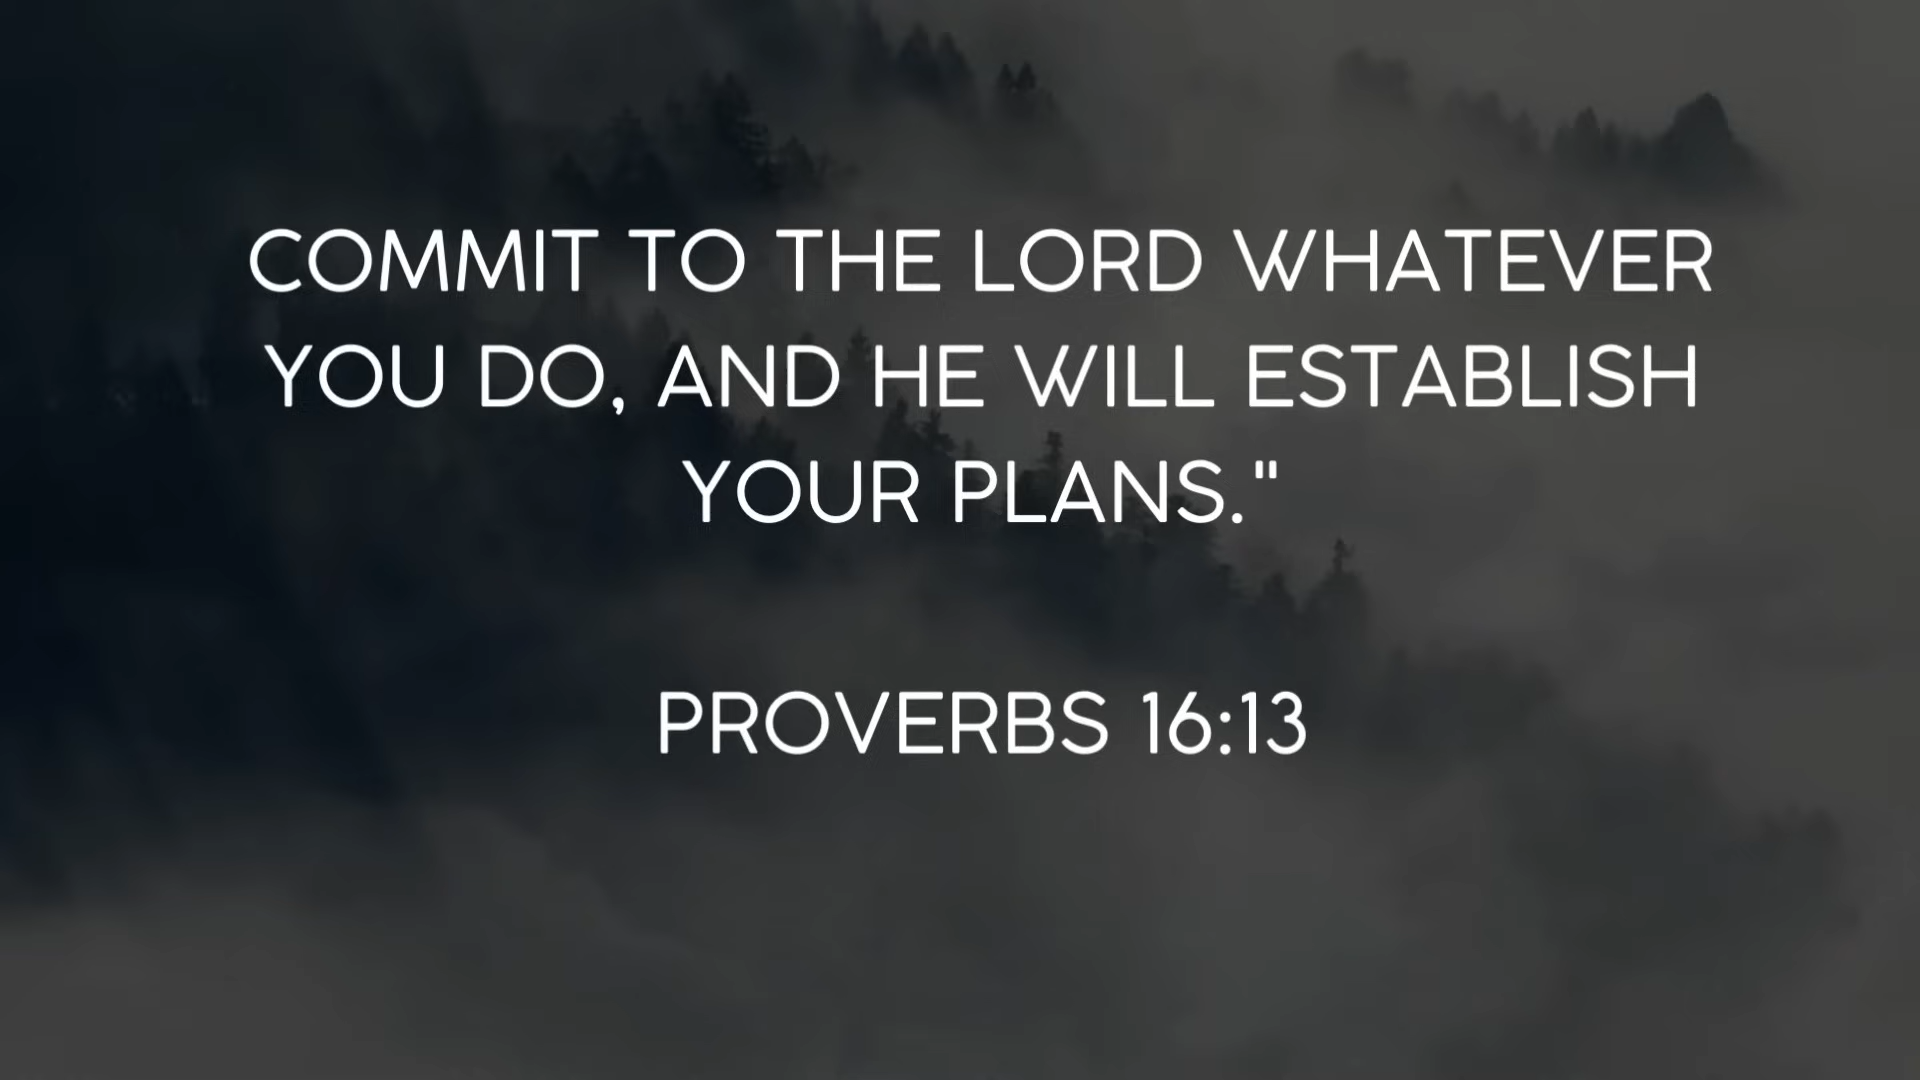 COMMIT TO THE LORD WHATEVER
YOU DO, AND HE WILL ESTABLISH
YOUR PLANS."
PROVERBS 16:13